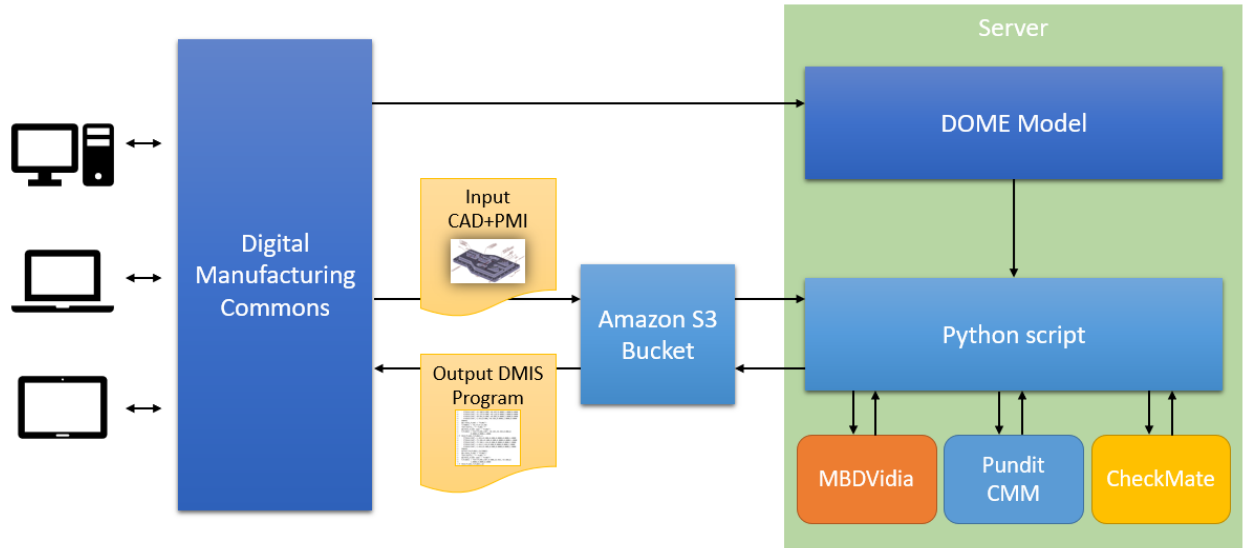 Server
DOME Model
Input
CAD+PMI
Digital
Manufacturing
Commons
Amazon S3
Bucket
Python script
Output DMIS
Program
MBDVidia
Pundit
CMM
CheckMate